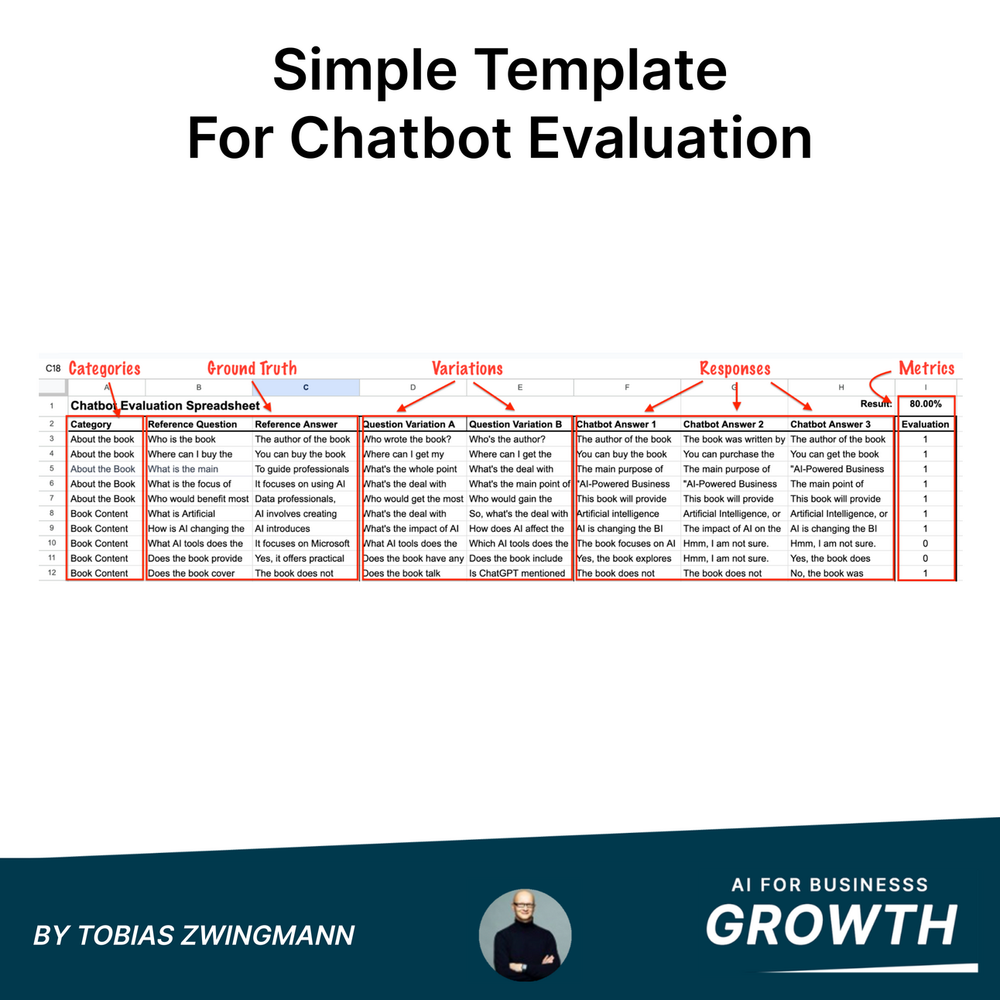 Simple Template
For Chatbot Evaluation
C18 Categories Ground Truth Variations Responses Metrics
A B C D E F G H I
1 Chatbot Evaluation Spreadsheet Result: 80.00%
2 Category Reference Question Reference Answer Question Variation A Question Variation B Chatbot Answer 1 Chatbot Answer 2 Chatbot Answer 3 Evaluation
3 About the book Who is the book The author of the book Who wrote the book? Who's the author? The author of the book The book was written by The author of the book 1
4 About the book Where can I buy the You can buy the book Where can I get my Where can I get the You can buy the book You can purchase the You can get the book 1
5 About the Book What is the main To guide professionals What's the whole point What's the deal with The main purpose of The main purpose of "AI-Powered Business 1
6 About the Book What is the focus of It focuses on using AI What's the deal with What's the main point of "AI-Powered Business "AI-Powered Business The main point of 1
7 About the Book Who would benefit most Data professionals, Who would get the most Who would gain the This book will provide This book will provide This book will provide 1
8 Book Content What is Artificial AI involves creating What's the deal with So, what's the deal with Artificial intelligence Artificial Intelligence, or Artificial Intelligence, or 1
9 Book Content How is AI changing the AI introduces What's the impact of AI How does AI affect the AI is changing the BI The impact of AI on the AI is changing the BI 1
10 Book Content What AI tools does the It focuses on Microsoft What AI tools does the Which AI tools does the The book focuses on AI Hmm, I am not sure. Hmm, I am not sure. 0
11 Book Content Does the book provide Yes, it offers practical Does the book have any Does the book include Yes, the book explores Hmm, I am not sure. Yes, the book does 0
12 Book Content Does the book cover The book does not Does the book talk Is ChatGPT mentioned The book does not The book does not No, the book was 1
AI FOR BUSINESSS
GROWTH
BY TOBIAS ZWINGMANN